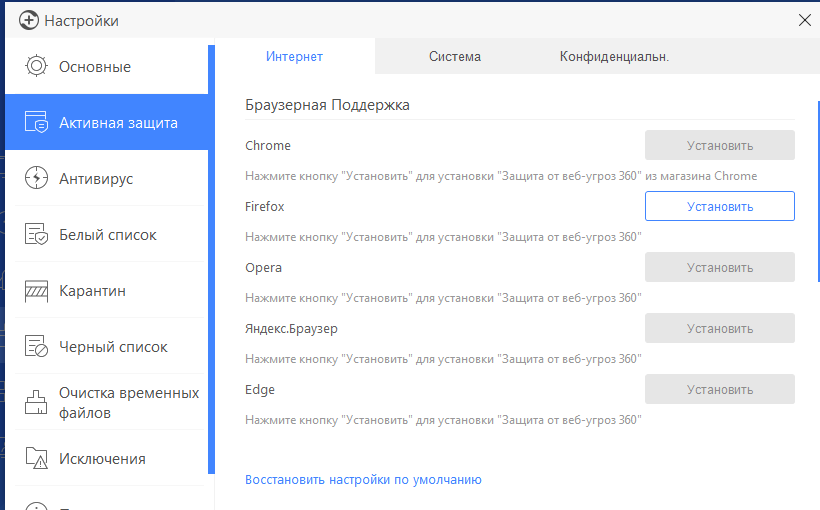 Настройки
Основные
Активная защита
Антивирус
Белый список
Карантин
Черный список
Очистка временных
файлов
Исключения
Интернет
Система
Конфиденциальн.
Браузерная Поддержка
Chrome
Установить
Нажмите кнопку "Установить" для установки "Защита от веб-угроз 360" из магазина Chrome
Firefox
Установить
Нажмите кнопку "Установить" для установки "Защита от веб-угроз 360"
Opera
Установить
Нажмите кнопку "Установить" для установки "Защита от веб-угроз 360"
Яндекс.Браузер
Установить
Нажмите кнопку "Установить" для установки "Защита от веб-угроз 360"
Edge
Установить
Нажмите кнопку "Установить" для установки "Защита от веб-угроз 360"
Восстановить настройки по умолчанию